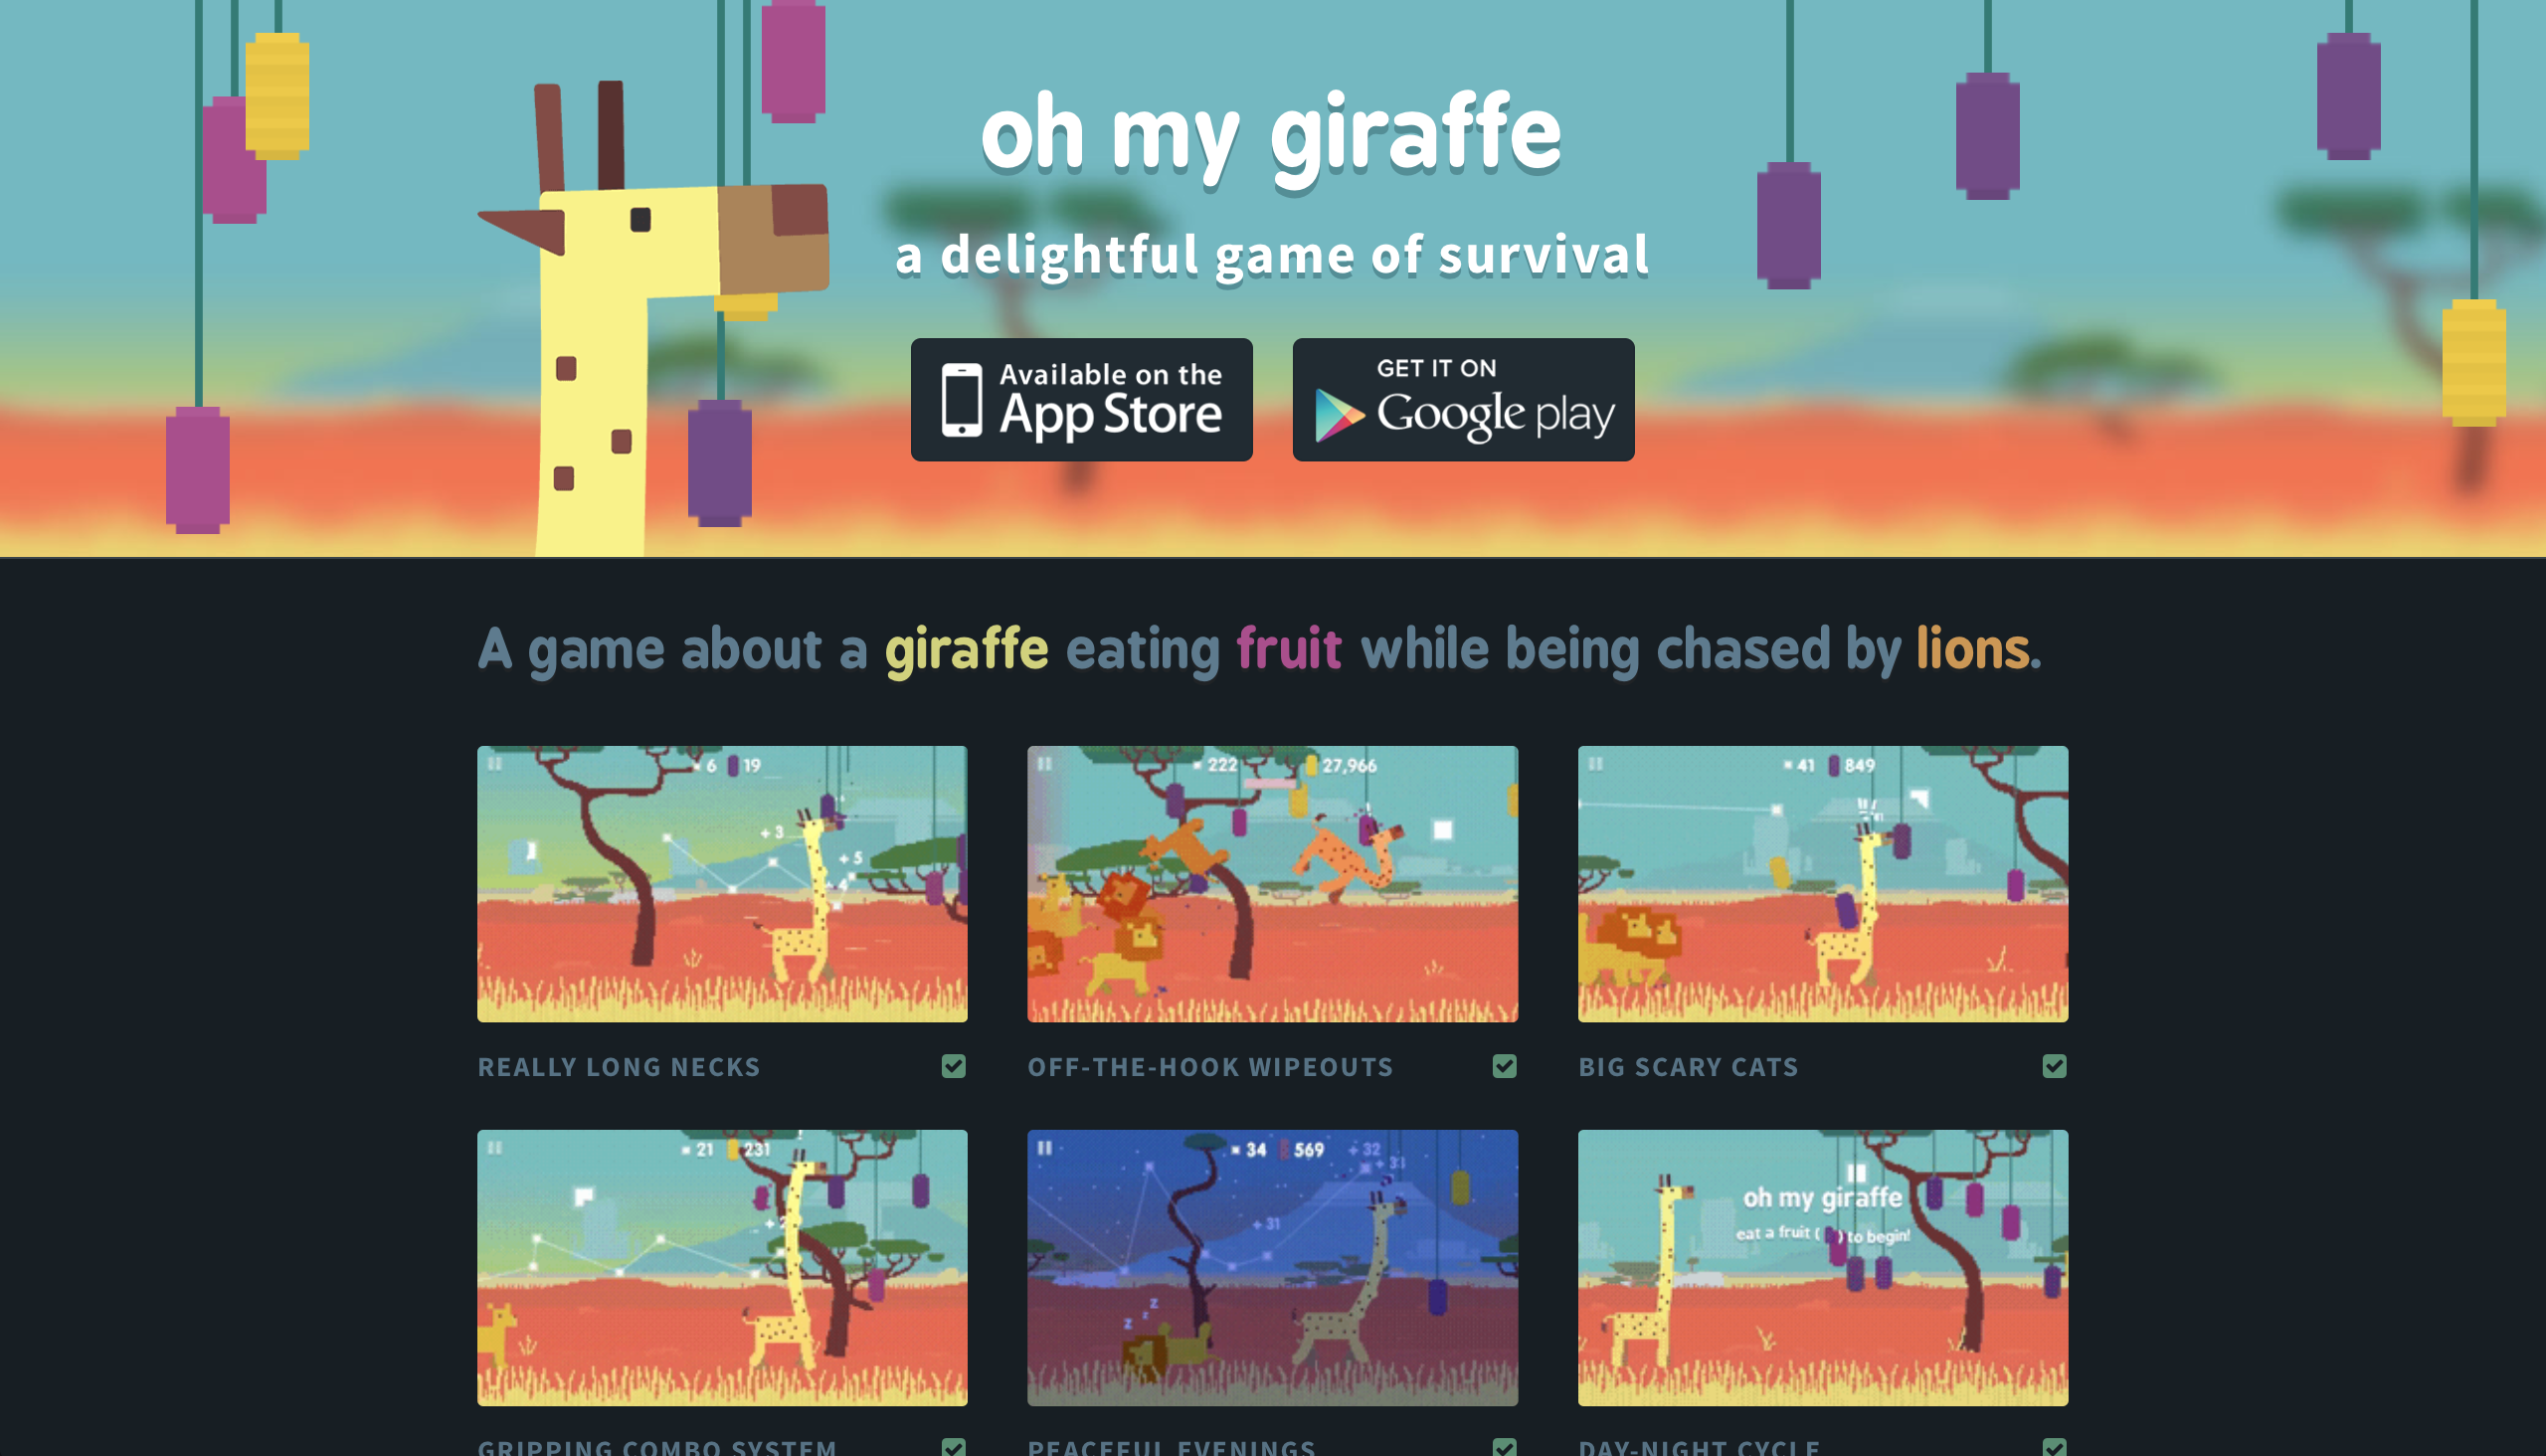 oh my giraffe
a delightful game of survival
Available on the
App Store
GET IT ON
Google play
A game about a giraffe eating fruit while being chased by lions.
6 19
+ 3
+ 5
+ 4
222 27,966
41 849
REALLY LONG NECKS
OFF-THE-HOOK WIPEOUTS
BIG SCARY CATS
21 231
+ 2
34 569
+ 32
+ 33
+ 31
z
z
z
oh my giraffe
eat a fruit ( ) to begin!
GRIPPING COMBO SYSTEM
PEACEFUL EVENINGS
DAY-NIGHT CYCLE